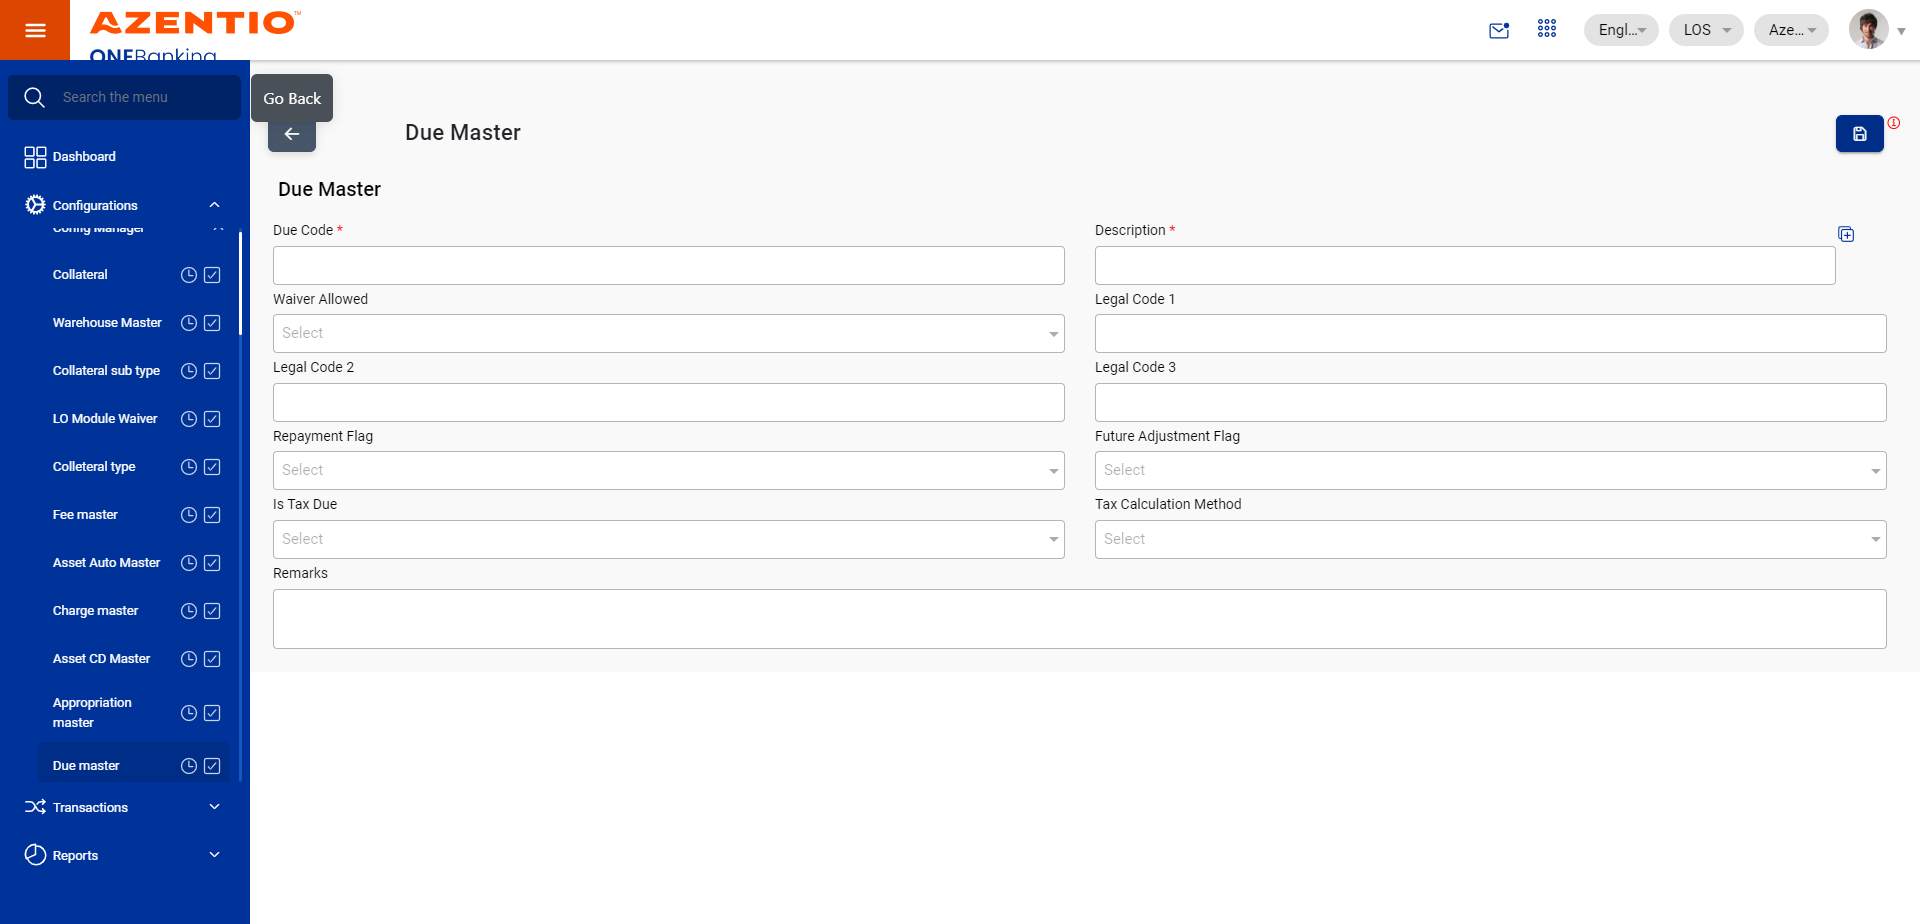 AZENTIO™
ONEBanking
Engl...
LOS
Aze...
Search the menu
Go Back
Due Master
Dashboard
Configurations
Config Manager
Collateral
Warehouse Master
Collateral sub type
LO Module Waiver
Colleteral type
Fee master
Asset Auto Master
Charge master
Asset CD Master
Appropriation
master
Due master
Transactions
Reports
Due Master
Due Code *
Description *
Waiver Allowed
Select
Legal Code 1
Legal Code 2
Legal Code 3
Repayment Flag
Select
Future Adjustment Flag
Select
Is Tax Due
Select
Tax Calculation Method
Select
Remarks